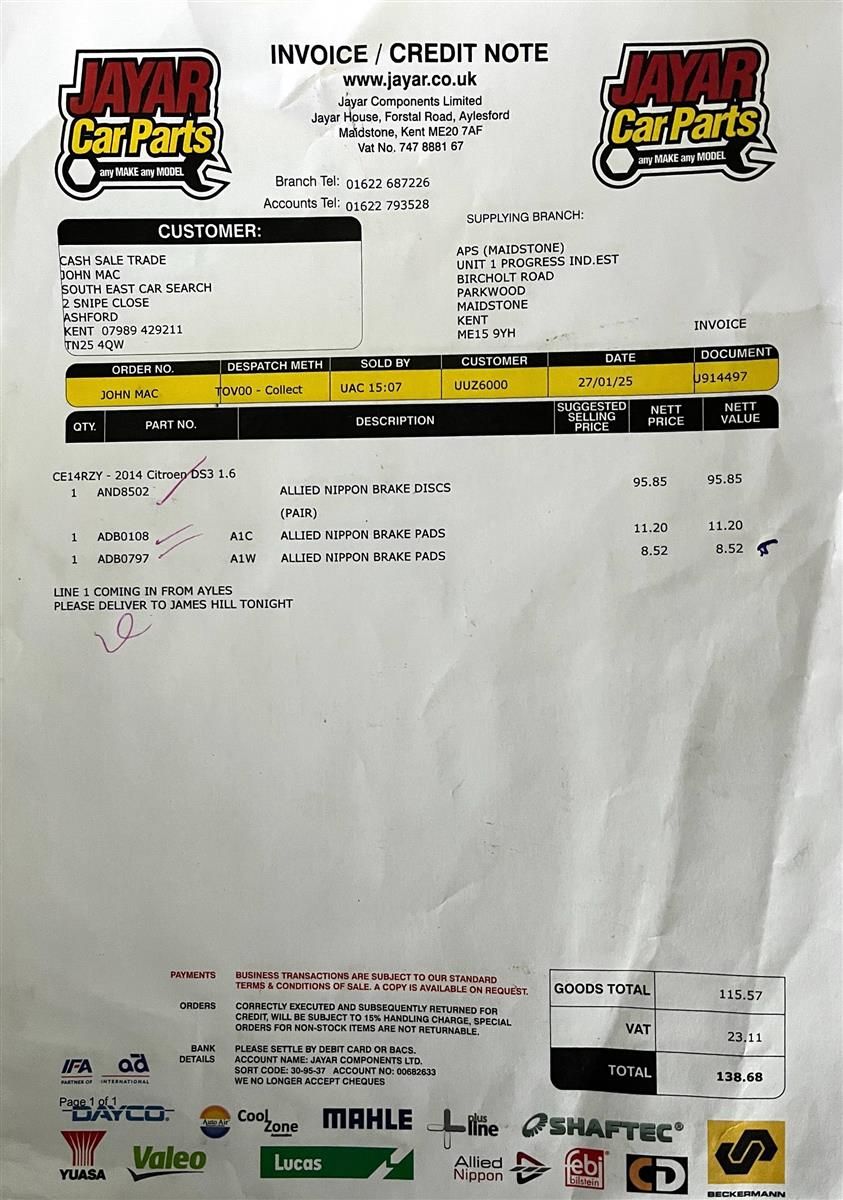 INVOICE / CREDIT NOTE
www.jayar.co.uk
Jayar Components Limited
Jayar House, Forstal Road, Aylesford
Maidstone, Kent ME20 7AF
Vat No. 747 8881 67
JAYAR
Car Parts
any MAKE any MODEL
JAYAR
Car Parts
any MAKE any MODEL
Branch Tel: 01622 687226
Accounts Tel: 01622 793528
CUSTOMER:
CASH SALE TRADE
JOHN MAC
SOUTH EAST CAR SEARCH
2 SNIPE CLOSE
ASHFORD
KENT 07989 429211
TN25 4QW
SUPPLYING BRANCH:
APS (MAIDSTONE)
UNIT 1 PROGRESS IND.EST
BIRCHOLT ROAD
PARKWOOD
MAIDSTONE
KENT
ME15 9YH
INVOICE
ORDER NO. DESPATCH METH SOLD BY CUSTOMER DATE DOCUMENT
JOHN MAC TOV00 - Collect UAC 15:07 UUZ6000 27/01/25 U914497
QTY. PART NO. DESCRIPTION SUGGESTED SELLING PRICE NETT PRICE NETT VALUE
CE14RZY - 2014 Citroen DS3 1.6
1 AND8502 ALLIED NIPPON BRAKE DISCS 95.85 95.85
(PAIR)
1 ADB0108 A1C ALLIED NIPPON BRAKE PADS 11.20 11.20
1 ADB0797 A1W ALLIED NIPPON BRAKE PADS 8.52 8.52
LINE 1 COMING IN FROM AYLES
PLEASE DELIVER TO JAMES HILL TONIGHT
PAYMENTS BUSINESS TRANSACTIONS ARE SUBJECT TO OUR STANDARD
TERMS & CONDITIONS OF SALE. A COPY IS AVAILABLE ON REQUEST.
ORDERS CORRECTLY EXECUTED AND SUBSEQUENTLY RETURNED FOR
CREDIT, WILL BE SUBJECT TO 15% HANDLING CHARGE, SPECIAL
ORDERS FOR NON-STOCK ITEMS ARE NOT RETURNABLE.
BANK DETAILS PLEASE SETTLE BY DEBIT CARD OR BACS.
ACCOUNT NAME: JAYAR COMPONENTS LTD.
SORT CODE: 30-95-37 ACCOUNT NO: 00682633
WE NO LONGER ACCEPT CHEQUES
GOODS TOTAL 115.57
VAT 23.11
TOTAL 138.68
IFA PARTNER OF
ad INTERNATIONAL
Page 1 of 1
DAYCO.
Auto Air
Cool Zone
MAHLE
plus line
SHAFTEC®
YUASA
Valeo
Lucas
Allied Nippon
febi bilstein
CD
BECKERMANN